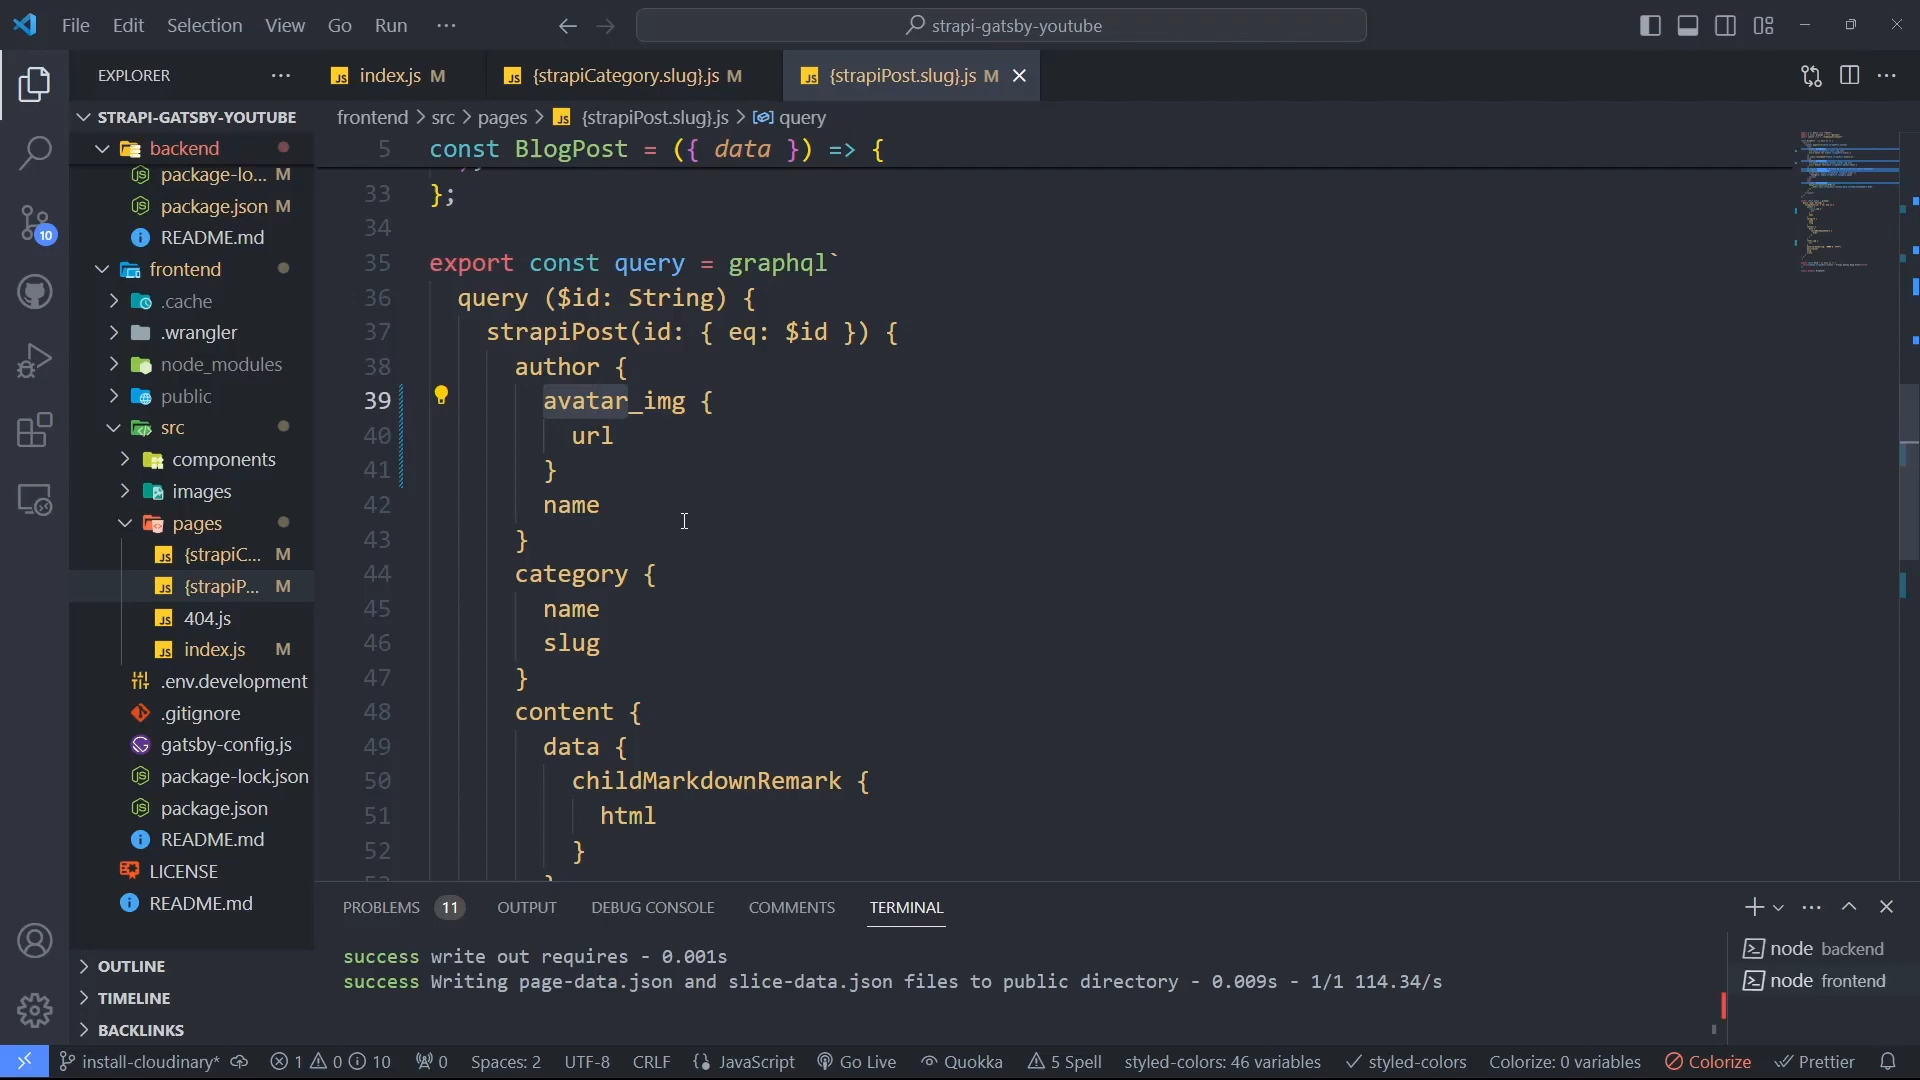 File Edit Selection View Go Run ···
strapi-gatsby-youtube
EXPLORER ···
JS index.js M
JS {strapiCategory.slug}.js M
JS {strapiPost.slug}.js M
STRAPI-GATSBY-YOUTUBE
backend
package-lo... M
package.json M
README.md
frontend
.cache
.wrangler
node_modules
public
src
components
images
pages
JS {strapiC... M
JS {strapiP... M
JS 404.js
JS index.js M
.env.development
.gitignore
gatsby-config.js
package-lock.json
package.json
README.md
LICENSE
README.md
OUTLINE
TIMELINE
BACKLINKS
10
frontend > src > pages > JS {strapiPost.slug}.js > query
5 const BlogPost = ({ data }) => {
33 };
34
35 export const query = graphql`
36 query ($id: String) {
37 strapiPost(id: { eq: $id }) {
38 author {
39 avatar_img {
40 url
41 }
42 name
43 }
44 category {
45 name
46 slug
47 }
48 content {
49 data {
50 childMarkdownRemark {
51 html
52 }
PROBLEMS 11 OUTPUT DEBUG CONSOLE COMMENTS TERMINAL
success write out requires - 0.001s
success Writing page-data.json and slice-data.json files to public directory - 0.009s - 1/1 114.34/s
node backend
node frontend
install-cloudinary* 1 0 10 0 Spaces: 2 UTF-8 CRLF {} JavaScript Go Live Quokka 5 Spell styled-colors: 46 variables styled-colors Colorize: 0 variables Colorize Prettier